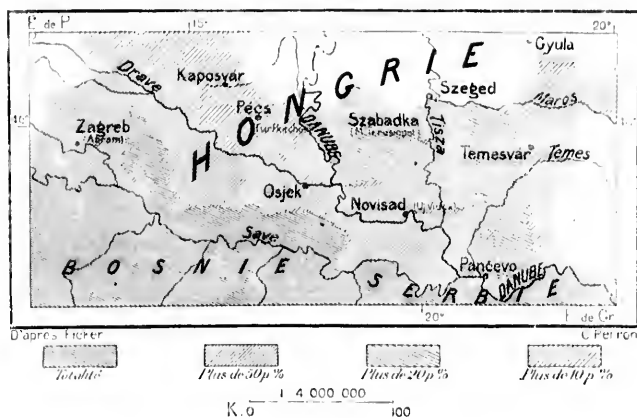 E de P 15° 20°
Gyula
HONGRIE
Drave
Kaposvár
Szeged
Maros
Pécs
DANUBE
Szabadka
Tisza
Zagreb
(Agram)
Temesvár
Temes
Osjek
Novisad
Save
Pančevo
DANUBE
BOSNIE
SERBIE
20° E de Gr.
D'après Ficker
C. Perron
Totalité
Plus de 50 p %
Plus de 20 p %
Plus de 10 p %
1 : 4 000 000
K. 0 100